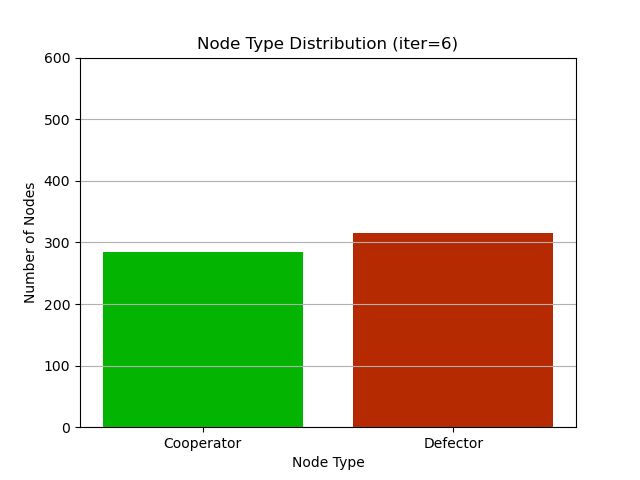 Node Type Distribution (iter=6)
600
500
400
300
200
100
0
Number of Nodes
Cooperator
Defector
Node Type